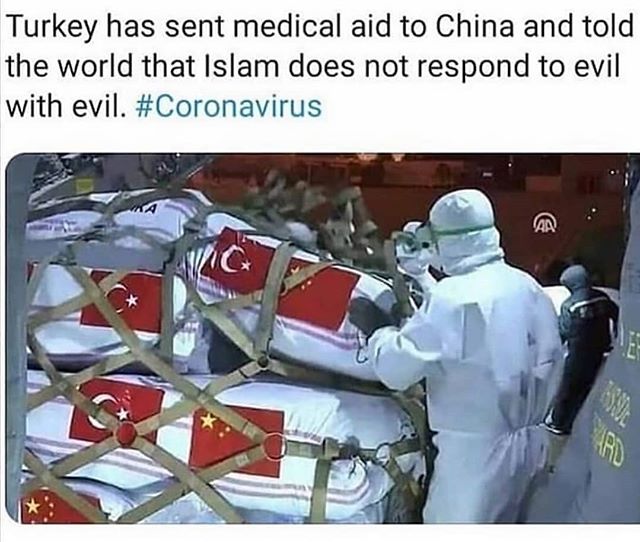 Turkey has sent medical aid to China and told
the world that Islam does not respond to evil
with evil. #Coronavirus
AA